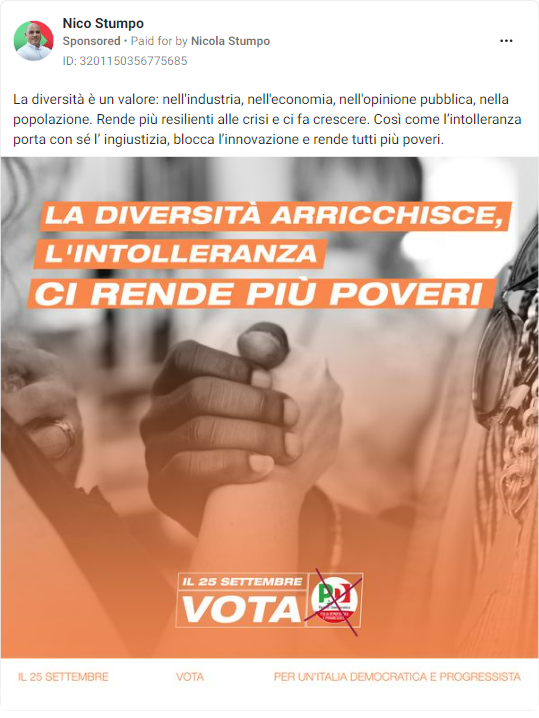 Nico Stumpo
Sponsored • Paid for by Nicola Stumpo
ID: 3201150356775685
La diversità è un valore: nell'industria, nell'economia, nell'opinione pubblica, nella
popolazione. Rende più resilienti alle crisi e ci fa crescere. Così come l’intolleranza
porta con sé l’ ingiustizia, blocca l’innovazione e rende tutti più poveri.
LA DIVERSITÀ ARRICCHISCE,
L'INTOLLERANZA
CI RENDE PIÙ POVERI
IL 25 SETTEMBRE
VOTA
PD
IL 25 SETTEMBRE VOTA PER UN'ITALIA DEMOCRATICA E PROGRESSISTA